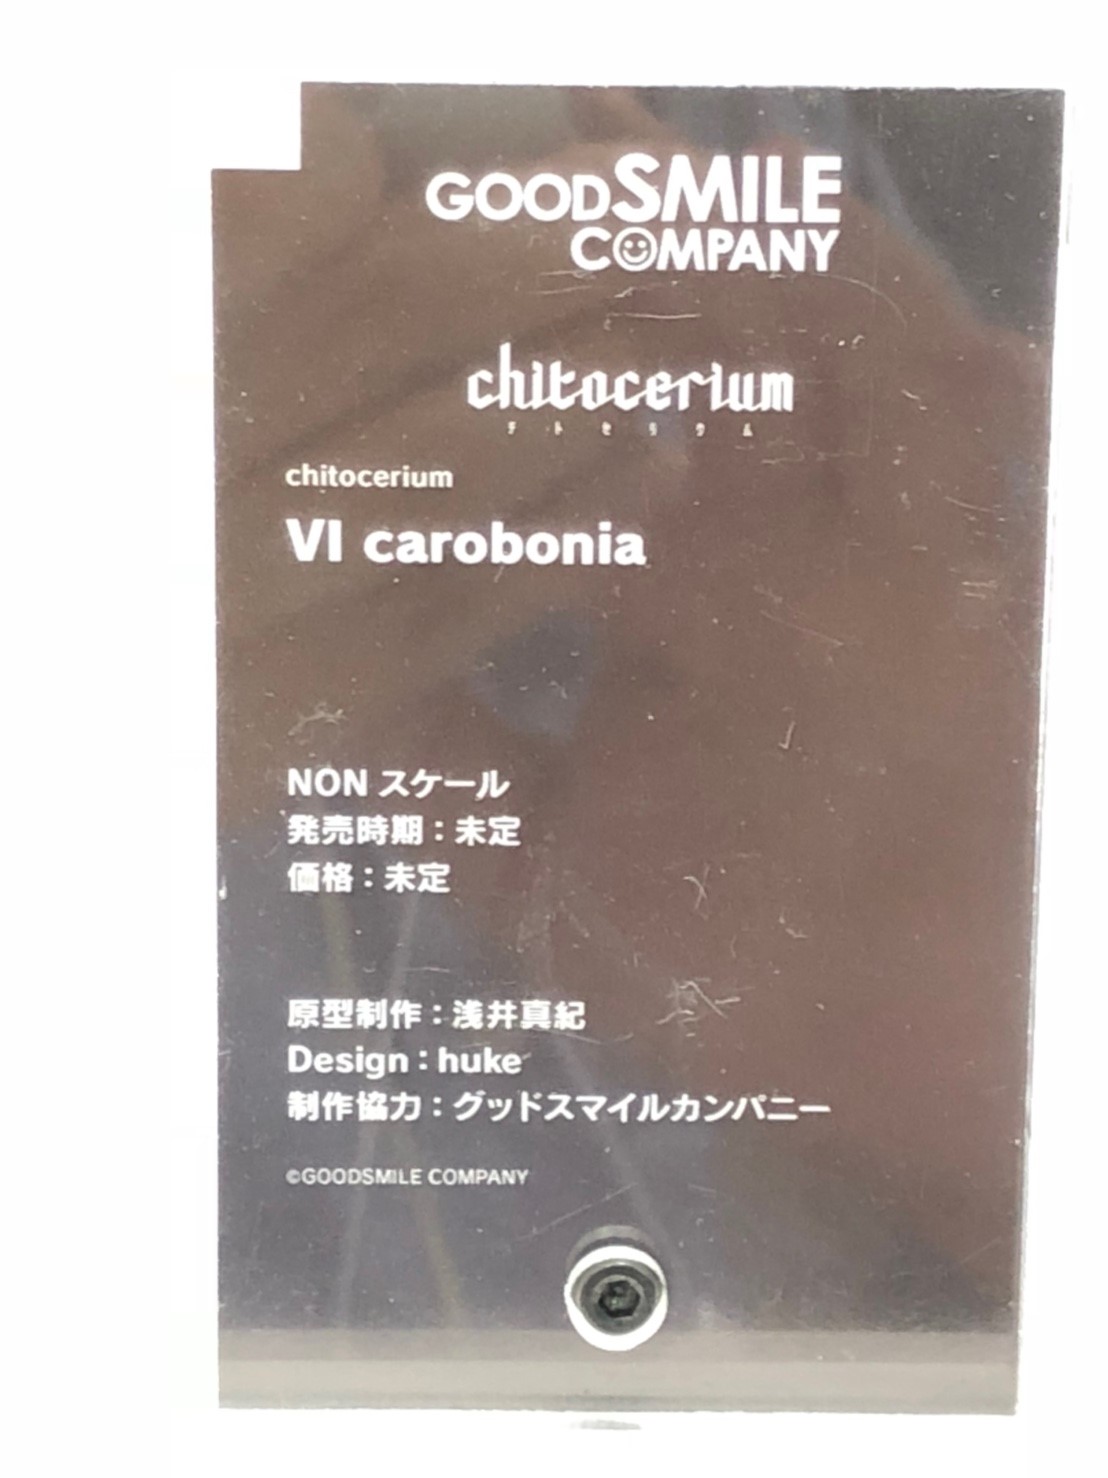 GOODSMILE
COMPANY
chitocerium
チトセリウム
chitocerium
VI carobonia
NON スケール
発売時期：未定
価格：未定
原型制作：浅井真紀
Design：huke
制作協力：グッドスマイルカンパニー
©GOODSMILE COMPANY